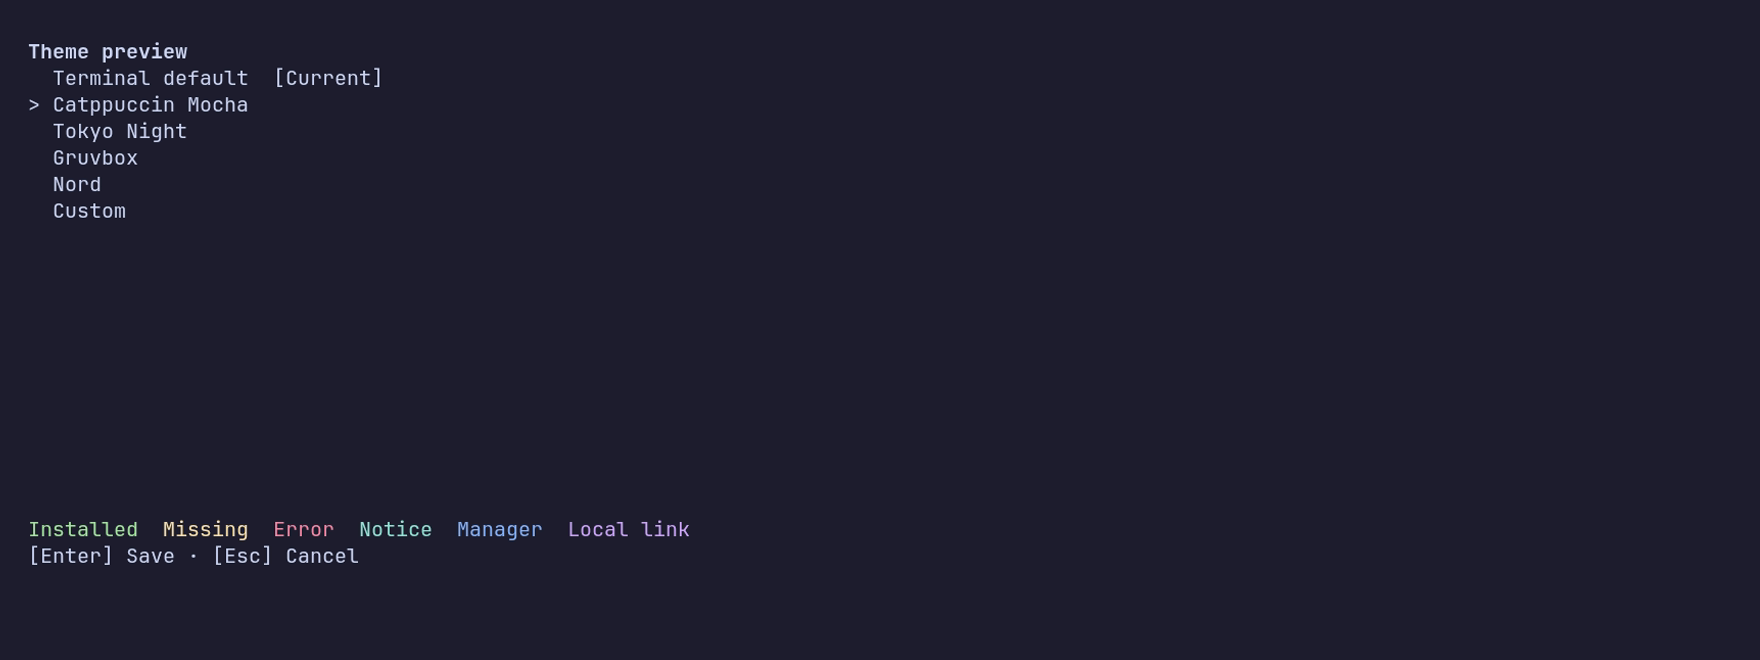 Theme preview
  Terminal default  [Current]
> Catppuccin Mocha
  Tokyo Night
  Gruvbox
  Nord
  Custom
Installed  Missing  Error  Notice  Manager  Local link
[Enter] Save · [Esc] Cancel